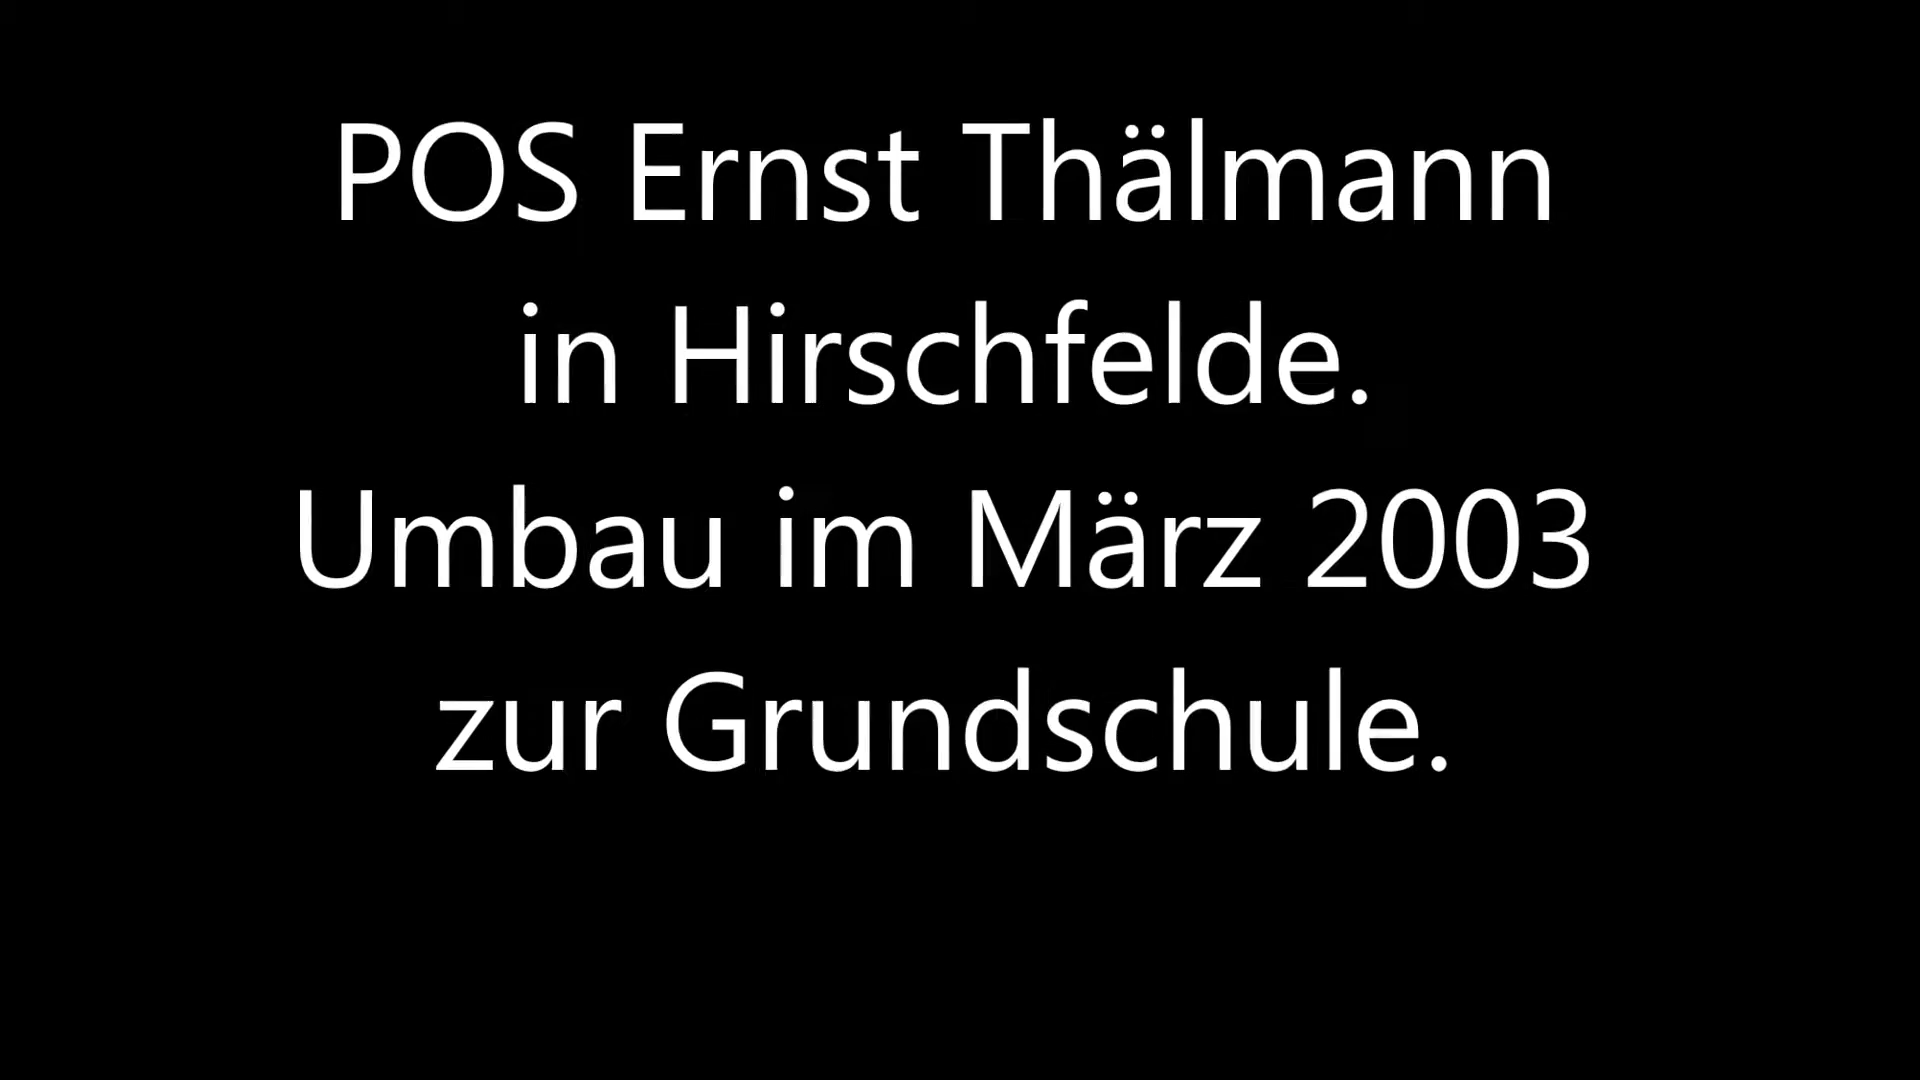 POS Ernst Thälmann
in Hirschfelde.
Umbau im März 2003
zur Grundschule.